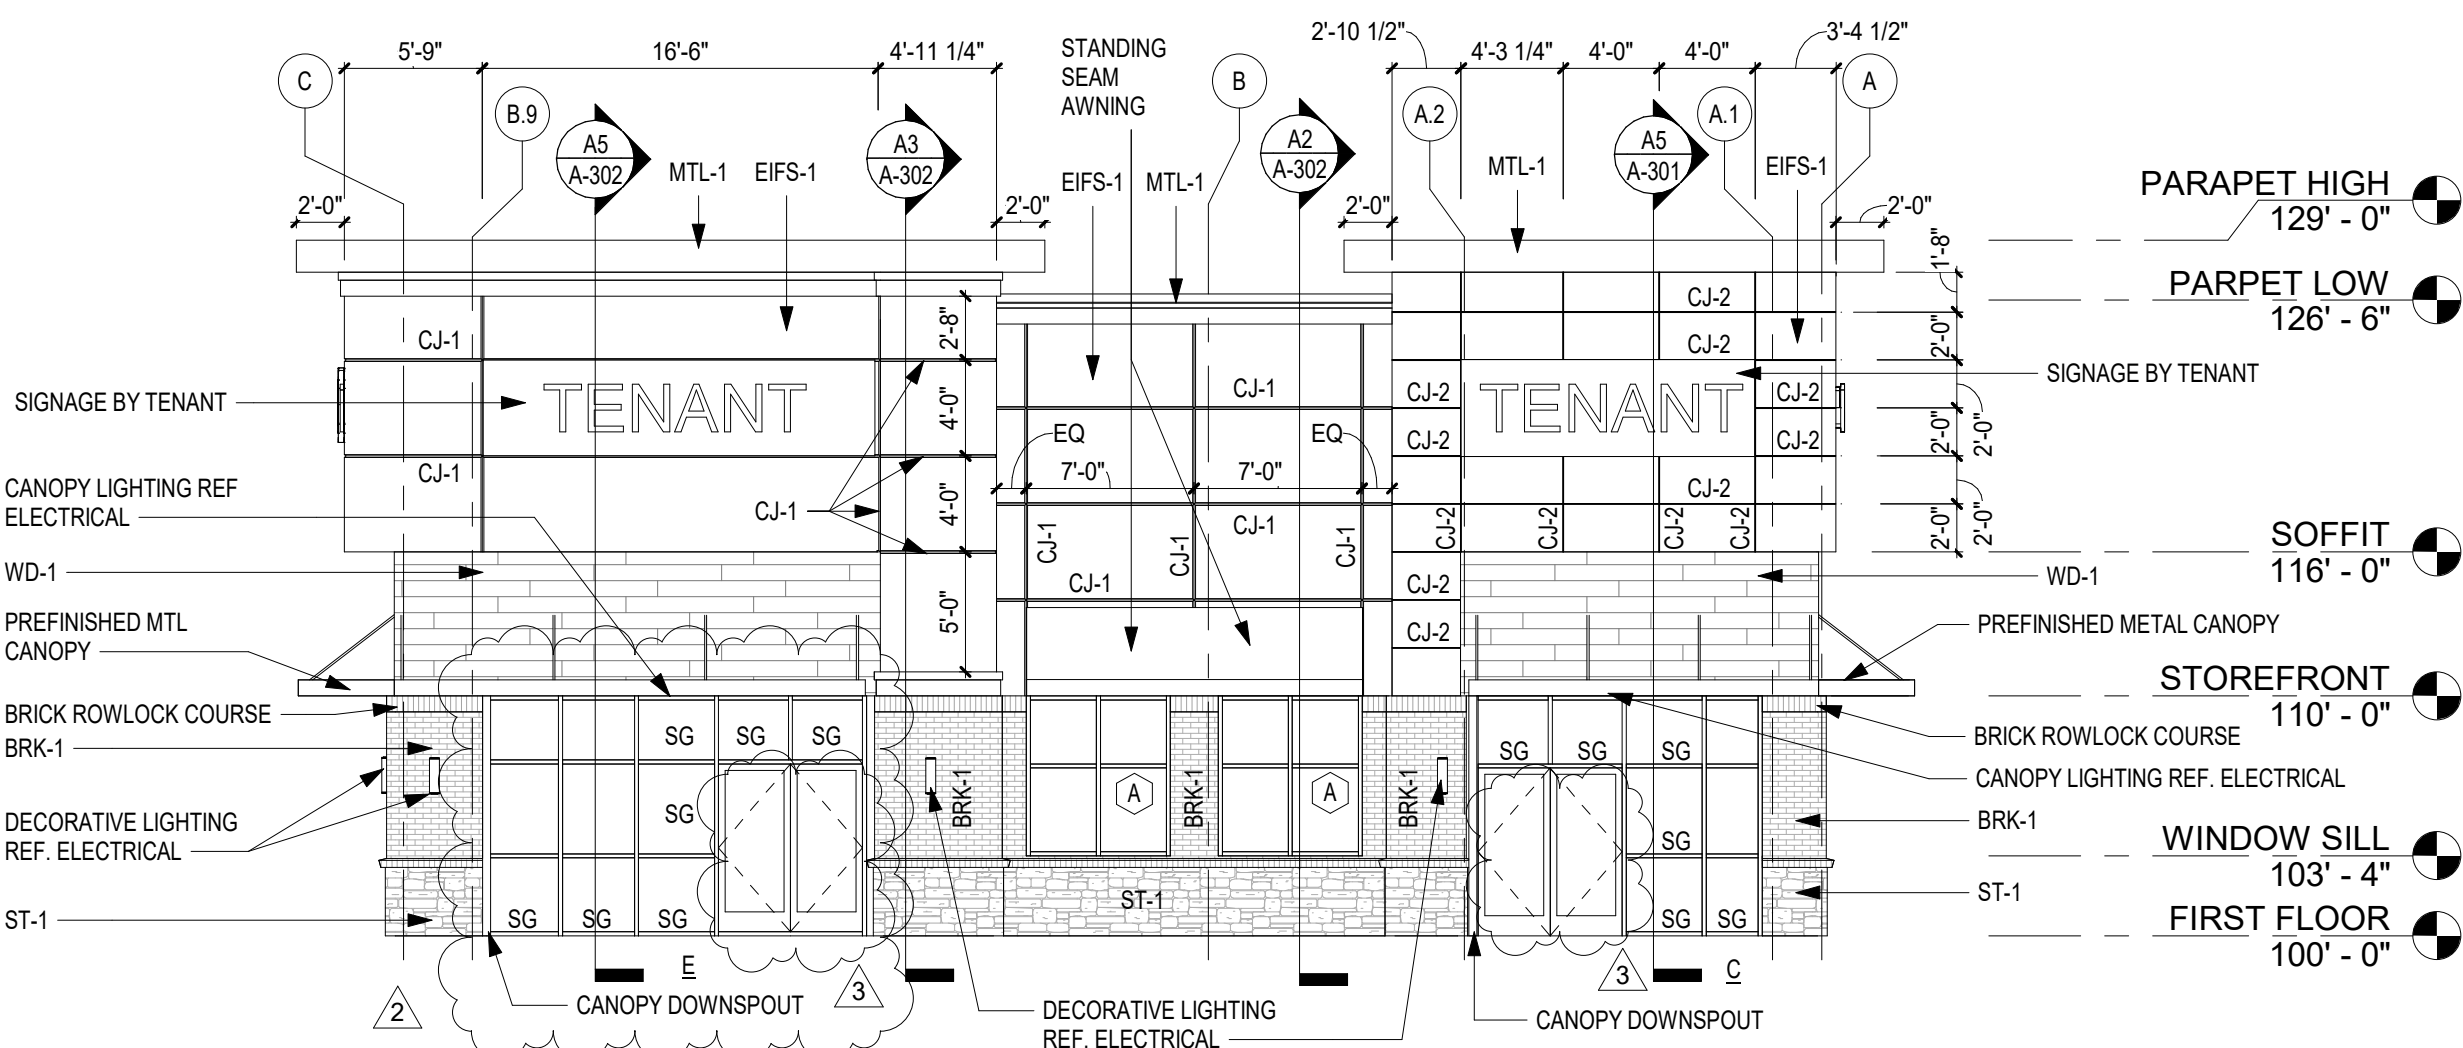 5'-9"
16'-6"
4'-11 1/4"
STANDING
SEAM
AWNING
2'-10 1/2"
4'-3 1/4"
4'-0"
4'-0"
3'-4 1/2"
C
B.9
A5
A-302
A3
A-302
B
A2
A-302
A.2
A5
A-301
A.1
A
MTL-1
EIFS-1
EIFS-1
MTL-1
MTL-1
EIFS-1
2'-0"
2'-0"
2'-0"
2'-0"
PARAPET HIGH
129' - 0"
PARPET LOW
126' - 6"
1'-8"
2'-0"
2'-0"
2'-0"
2'-0"
2'-0"
CJ-1
2'-8"
CJ-2
CJ-2
SIGNAGE BY TENANT
TENANT
4'-0"
CJ-1
CJ-2
TENANT
CJ-2
SIGNAGE BY TENANT
EQ
EQ
CJ-2
CJ-2
CJ-1
7'-0"
7'-0"
CJ-2
CANOPY LIGHTING REF
ELECTRICAL
CJ-1
4'-0"
CJ-1
CJ-1
CJ-1
CJ-1
CJ-2
CJ-2
CJ-2
CJ-2
SOFFIT
116' - 0"
WD-1
CJ-1
CJ-2
WD-1
5'-0"
CJ-2
PREFINISHED MTL
CANOPY
PREFINISHED METAL CANOPY
STOREFRONT
110' - 0"
BRICK ROWLOCK COURSE
BRK-1
SG
SG
SG
SG
SG
SG
BRICK ROWLOCK COURSE
CANOPY LIGHTING REF. ELECTRICAL
DECORATIVE LIGHTING
REF. ELECTRICAL
SG
BRK-1
A
BRK-1
A
BRK-1
SG
BRK-1
WINDOW SILL
103' - 4"
ST-1
SG
SG
SG
ST-1
SG
SG
ST-1
FIRST FLOOR
100' - 0"
E
C
2
3
3
CANOPY DOWNSPOUT
DECORATIVE LIGHTING
REF. ELECTRICAL
CANOPY DOWNSPOUT